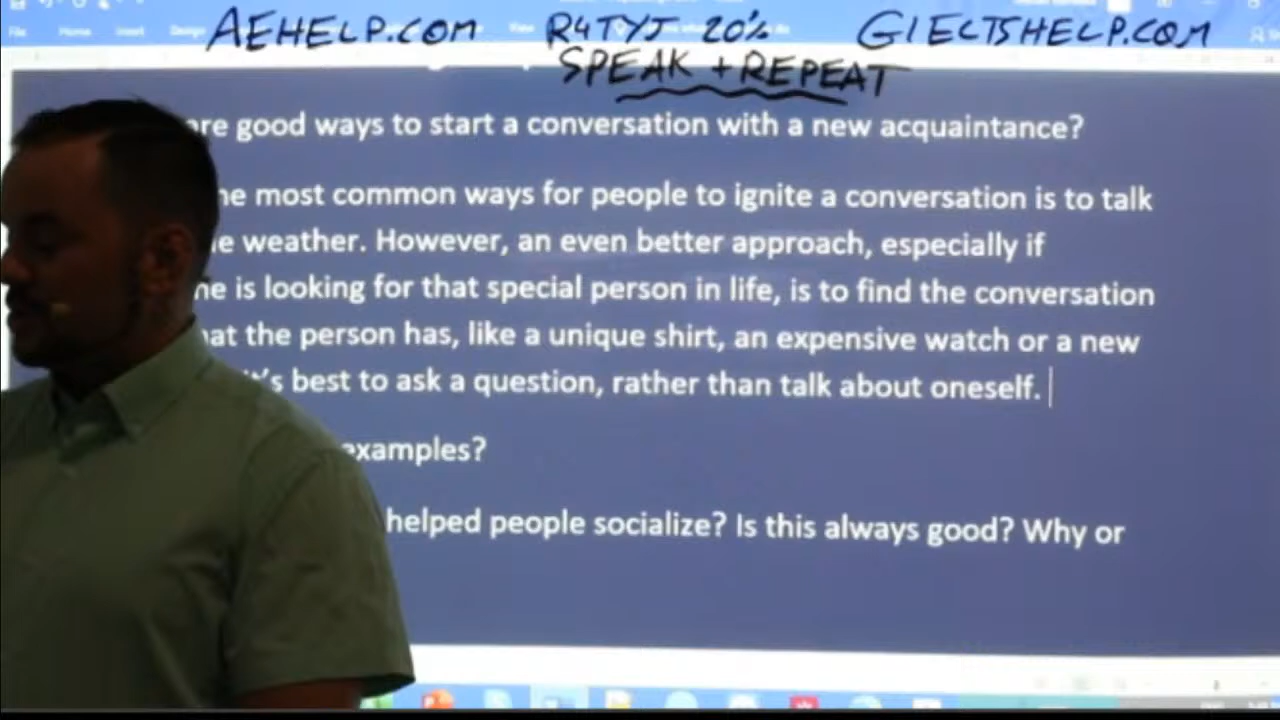 AEHELP.COM R4TYJ 20% GIELTSHELP.COM
SPEAK + REPEAT
are good ways to start a conversation with a new acquaintance?
most common ways for people to ignite a conversation is to talk
weather. However, an even better approach, especially if
is looking for that special person in life, is to find the conversation
the person has, like a unique shirt, an expensive watch or a new
best to ask a question, rather than talk about oneself.
examples?
helped people socialize? Is this always good? Why or